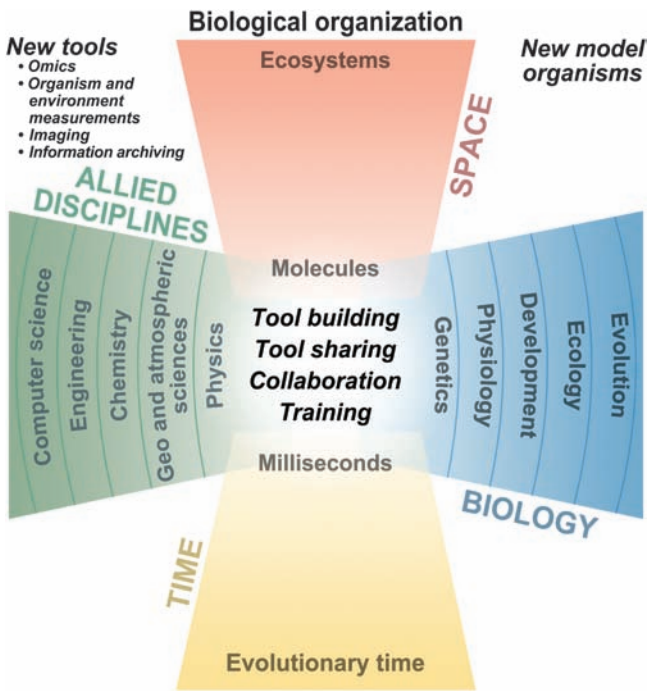 Biological organization
New tools
• Omics
• Organism and
environment
measurements
• Imaging
• Information archiving
New model
organisms
Ecosystems
SPACE
ALLIED
DISCIPLINES
Molecules
Computer science
Engineering
Chemistry
Geo and atmospheric
sciences
Physics
Tool building
Tool sharing
Collaboration
Training
Genetics
Physiology
Development
Ecology
Evolution
Milliseconds
BIOLOGY
TIME
Evolutionary time